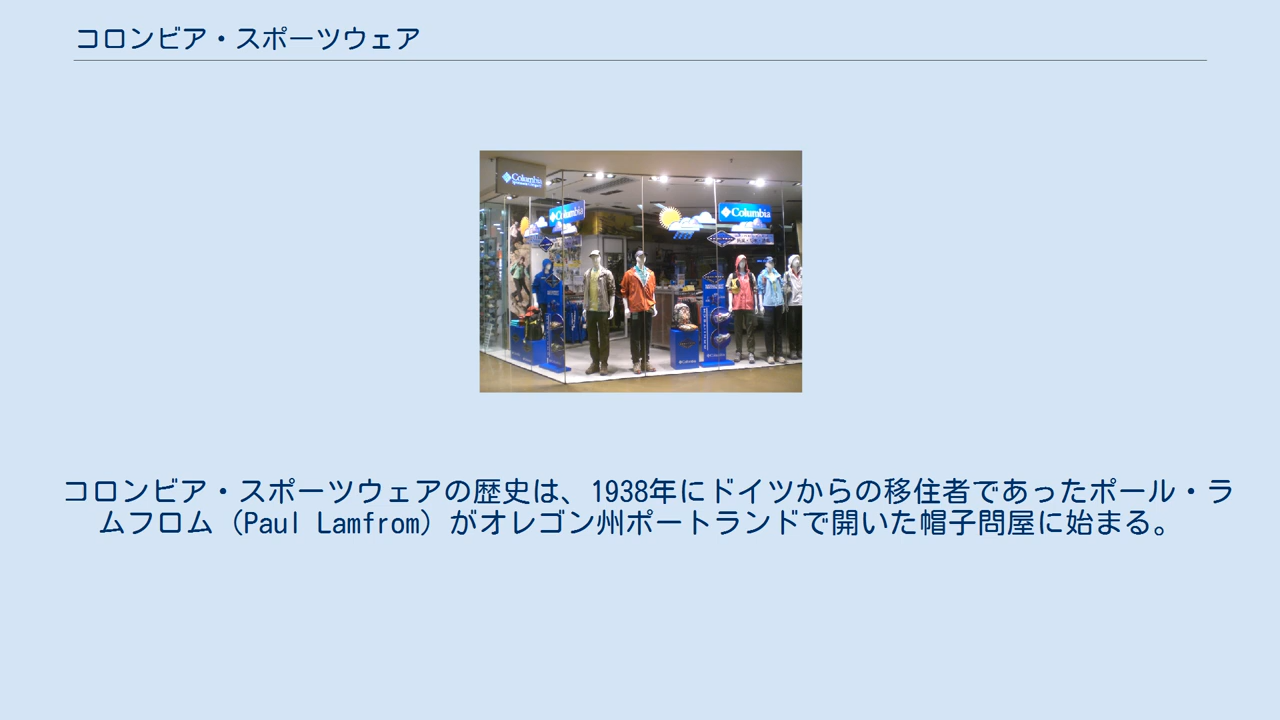 コロンビア・スポーツウェア
Columbia
Columbia
Columbia
コロンビア・スポーツウェアの歴史は、1938年にドイツからの移住者であったポール・ラ
ムフロム（Paul Lamfrom）がオレゴン州ポートランドで開いた帽子問屋に始まる。